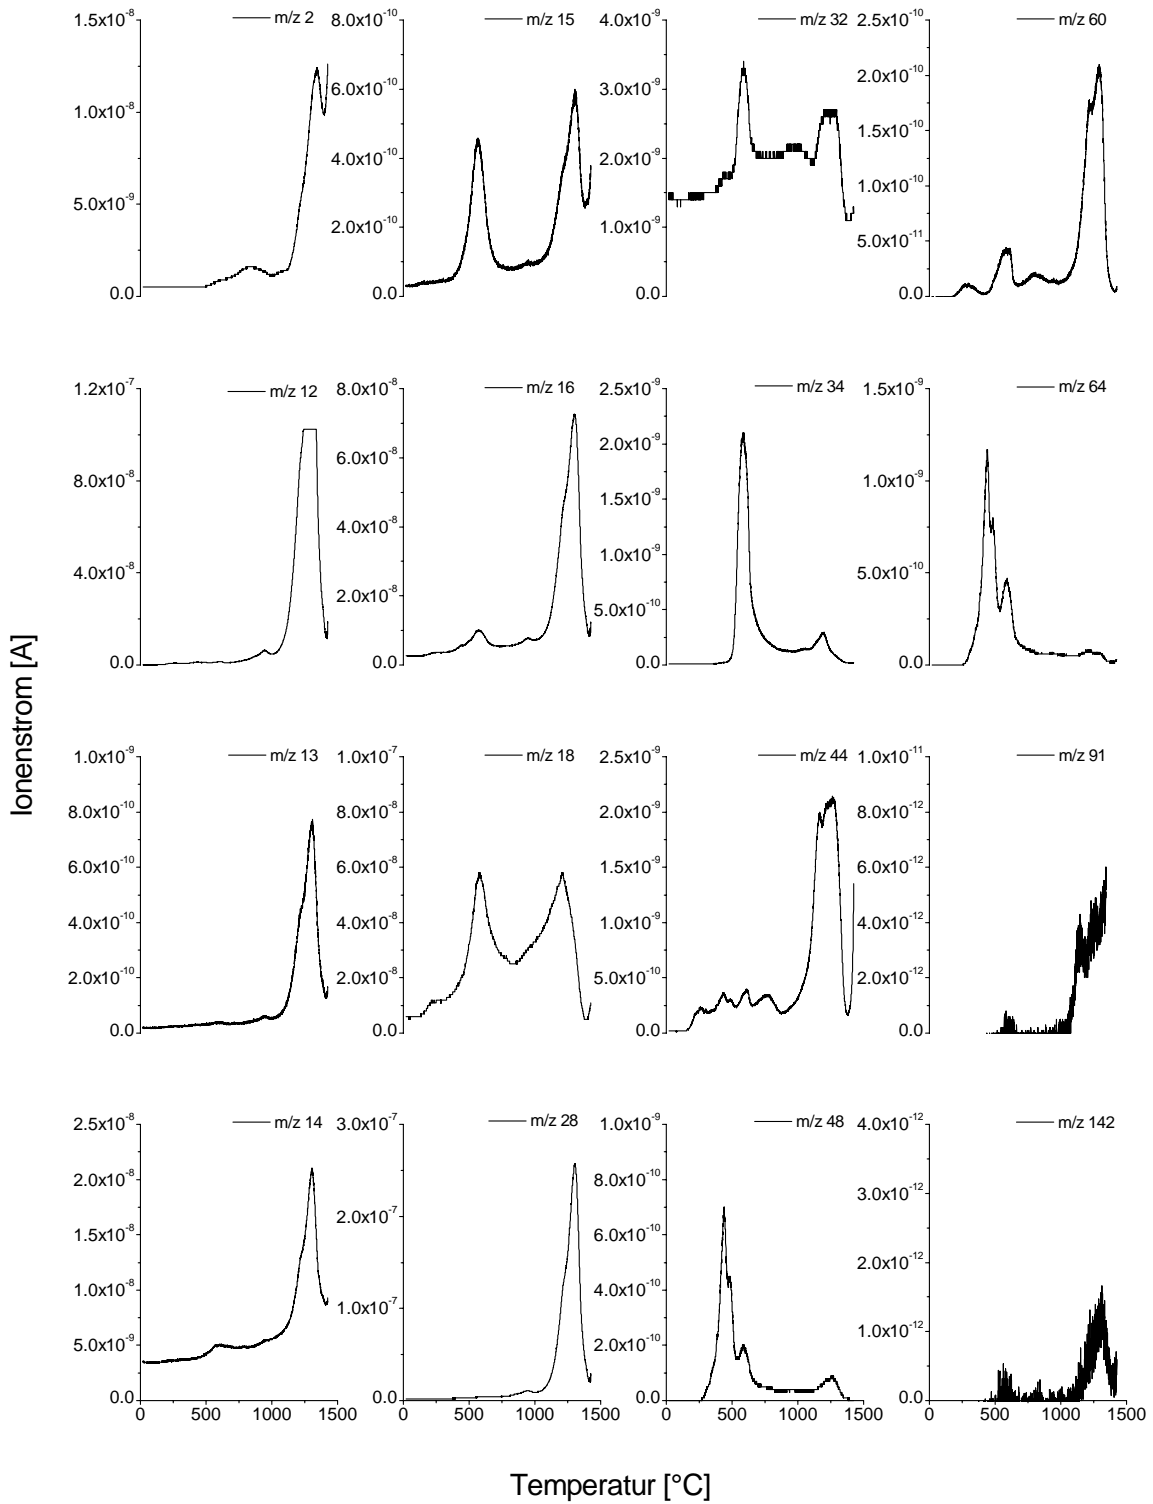 m/z 2
1.5x10⁻⁸
1.0x10⁻⁸
5.0x10⁻⁹
0.0
m/z 15
8.0x10⁻¹⁰
6.0x10⁻¹⁰
4.0x10⁻¹⁰
2.0x10⁻¹⁰
0.0
m/z 32
4.0x10⁻⁹
3.0x10⁻⁹
2.0x10⁻⁹
1.0x10⁻⁹
0.0
m/z 60
2.5x10⁻¹⁰
2.0x10⁻¹⁰
1.5x10⁻¹⁰
1.0x10⁻¹⁰
5.0x10⁻¹¹
0.0
m/z 12
1.2x10⁻⁷
8.0x10⁻⁸
4.0x10⁻⁸
0.0
m/z 16
8.0x10⁻⁸
6.0x10⁻⁸
4.0x10⁻⁸
2.0x10⁻⁸
0.0
m/z 34
2.5x10⁻⁹
2.0x10⁻⁹
1.5x10⁻⁹
1.0x10⁻⁹
5.0x10⁻¹⁰
0.0
m/z 64
1.5x10⁻⁹
1.0x10⁻⁹
5.0x10⁻¹⁰
0.0
Ionenstrom [A]
m/z 13
1.0x10⁻⁹
8.0x10⁻¹⁰
6.0x10⁻¹⁰
4.0x10⁻¹⁰
2.0x10⁻¹⁰
0.0
m/z 18
1.0x10⁻⁷
8.0x10⁻⁸
6.0x10⁻⁸
4.0x10⁻⁸
2.0x10⁻⁸
0.0
m/z 44
2.5x10⁻⁹
2.0x10⁻⁹
1.5x10⁻⁹
1.0x10⁻⁹
5.0x10⁻¹⁰
0.0
m/z 91
1.0x10⁻¹¹
8.0x10⁻¹²
6.0x10⁻¹²
4.0x10⁻¹²
2.0x10⁻¹²
0.0
m/z 14
2.5x10⁻⁸
2.0x10⁻⁸
1.5x10⁻⁸
1.0x10⁻⁸
5.0x10⁻⁹
0.0
0 500 1000 1500
m/z 28
3.0x10⁻⁷
2.0x10⁻⁷
1.0x10⁻⁷
0.0
0 500 1000 1500
m/z 48
1.0x10⁻⁹
8.0x10⁻¹⁰
6.0x10⁻¹⁰
4.0x10⁻¹⁰
2.0x10⁻¹⁰
0.0
0 500 1000 1500
m/z 142
4.0x10⁻¹²
3.0x10⁻¹²
2.0x10⁻¹²
1.0x10⁻¹²
0.0
0 500 1000 1500
Temperatur [°C]